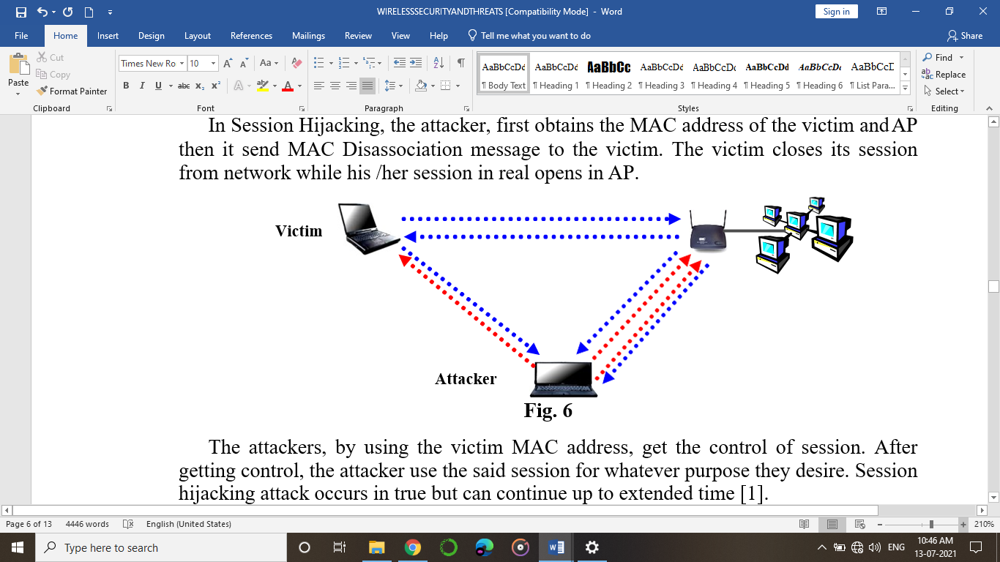 WIRELESSSECURITYANDTHREATS [Compatibility Mode] - Word
Sign in
File Home Insert Design Layout References Mailings Review View Help Tell me what you want to do Share
Paste
Cut
Copy
Format Painter
Clipboard
Times New Ro 10
B I U abc x₂ x²
Font
Paragraph
AaBbCcDd AaBbCcDd AaBbCc AaBbCcDd AaBbCcDd AaBbCcDd AaBbCcDd AaBbCcD
¶ Body Text ¶ Heading 1 ¶ Heading 2 ¶ Heading 3 ¶ Heading 4 ¶ Heading 5 ¶ Heading 6 ¶ List Para...
Styles
Find
Replace
Select
Editing
In Session Hijacking, the attacker, first obtains the MAC address of the victim and AP
then it send MAC Disassociation message to the victim. The victim closes its session
from network while his /her session in real opens in AP.
Victim
Attacker
Fig. 6
The attackers, by using the victim MAC address, get the control of session. After
getting control, the attacker use the said session for whatever purpose they desire. Session
hijacking attack occurs in true but can continue up to extended time [1].
Page 6 of 13 4446 words English (United States) 210%
Type here to search
ENG
10:46 AM
13-07-2021